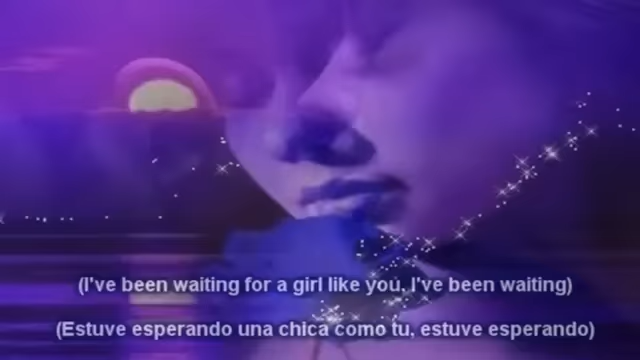 (I've been waiting for a girl like you, I've been waiting)
(Estuve esperando una chica como tu, estuve esperando)